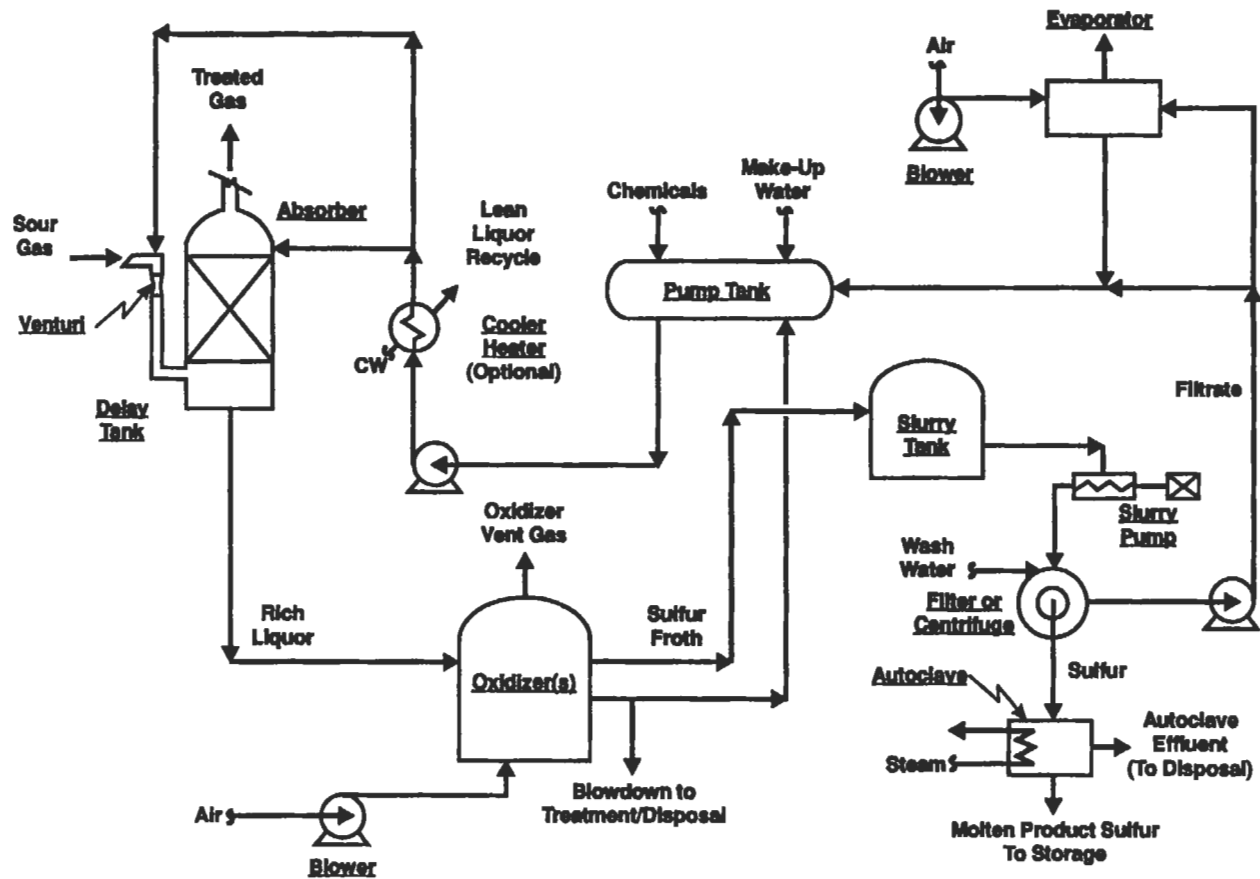 Evaporator
Air
Treated
Gas
Blower
Make-Up
Water
Chemicals
Absorber
Lean
Liquor
Recycle
Sour
Gas
Pump Tank
Venturi
Cooler
Heater
(Optional)
CW
Filtrate
Delay
Tank
Slurry
Tank
Oxidizer
Vent Gas
Slurry
Pump
Wash
Water
Rich
Liquor
Sulfur
Froth
Filter or
Centrifuge
Sulfur
Oxidizer(s)
Autoclave
Autoclave
Effluent
(To Disposal)
Steam
Blowdown to
Treatment/Disposal
Air
Molten Product Sulfur
To Storage
Blower